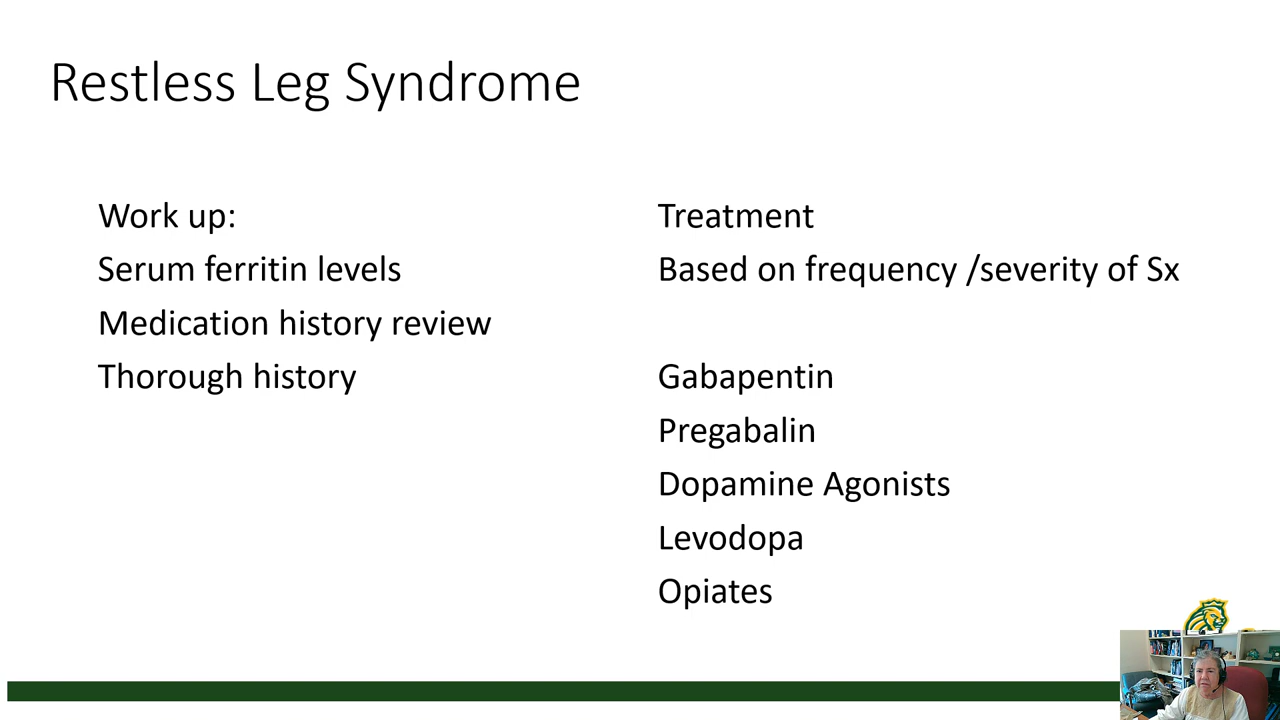 Restless Leg Syndrome
Work up:
Serum ferritin levels
Medication history review
Thorough history
Treatment
Based on frequency /severity of Sx
Gabapentin
Pregabalin
Dopamine Agonists
Levodopa
Opiates